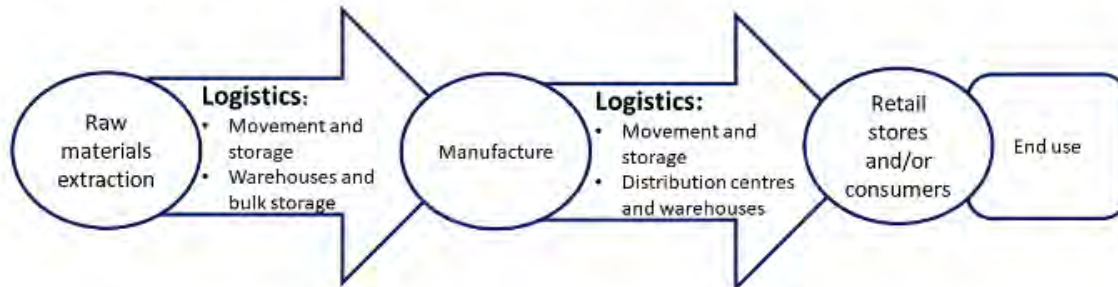 Raw
materials
extraction
Logistics:
• Movement and
storage
• Warehouses and
bulk storage
Manufacture
Logistics:
• Movement and
storage
• Distribution centres
and warehouses
Retail
stores
and/or
consumers
End use